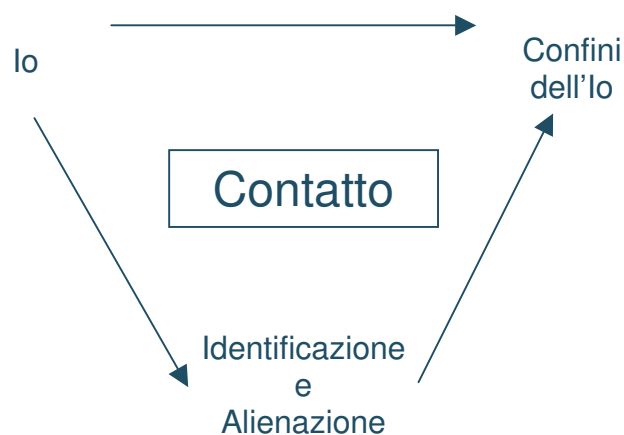 Io
Confini
dell'Io
Contatto
Identificazione
e
Alienazione